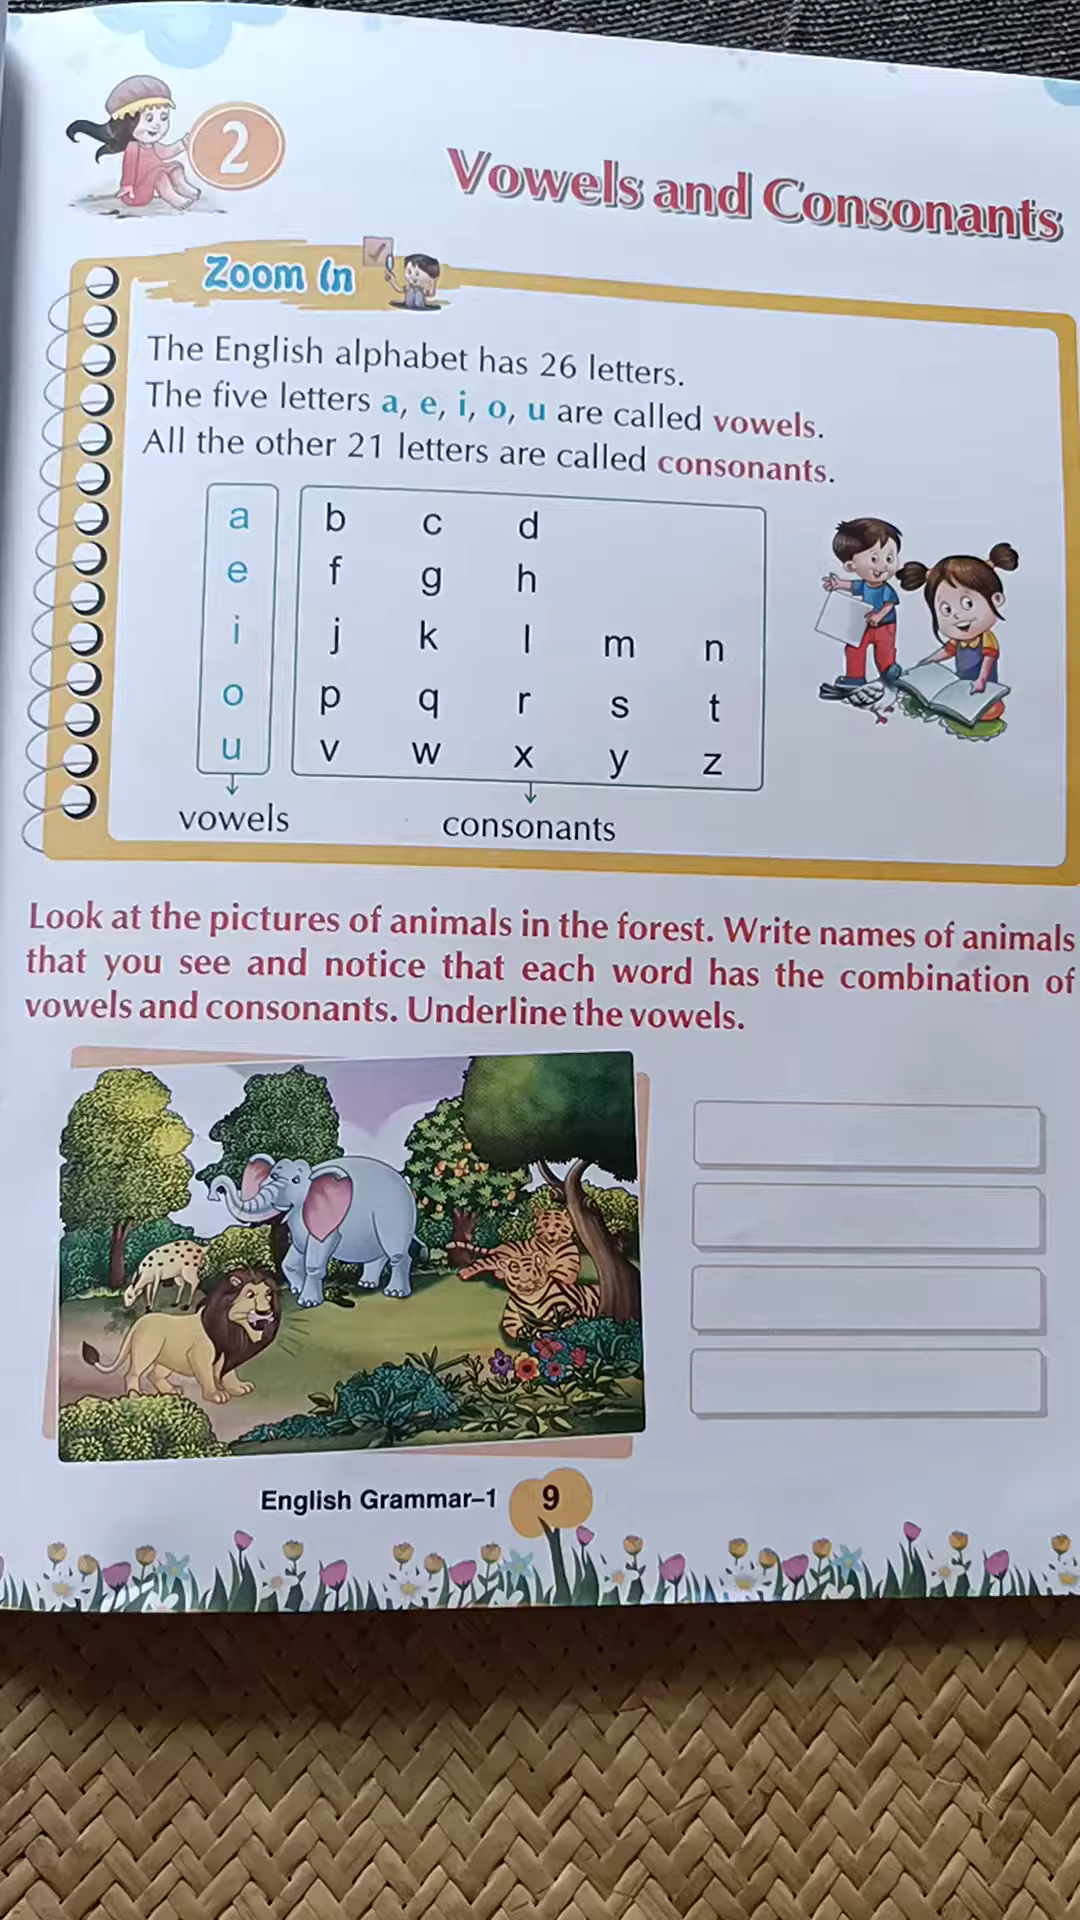 2
Vowels and Consonants
Zoom In
The English alphabet has 26 letters.
The five letters a, e, i, o, u are called vowels.
All the other 21 letters are called consonants.
a b c d
e f g h
i j k l m n
o p q r s t
u v w x y z
vowels consonants
Look at the pictures of animals in the forest. Write names of animals
that you see and notice that each word has the combination of
vowels and consonants. Underline the vowels.
English Grammar–1 9